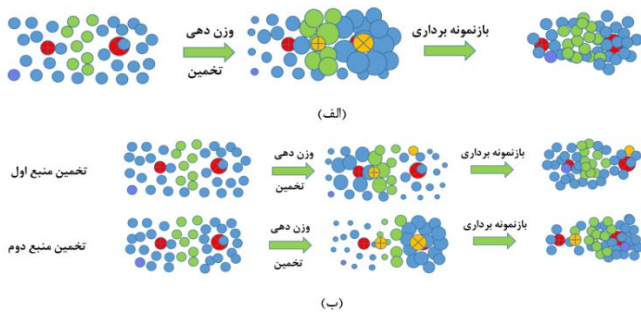 وزن دهی
تخمین
بازنمونه برداری
(الف)
تخمین منبع اول
وزن دهی
تخمین
بازنمونه برداری
تخمین منبع دوم
وزن دهی
تخمین
بازنمونه برداری
(ب)